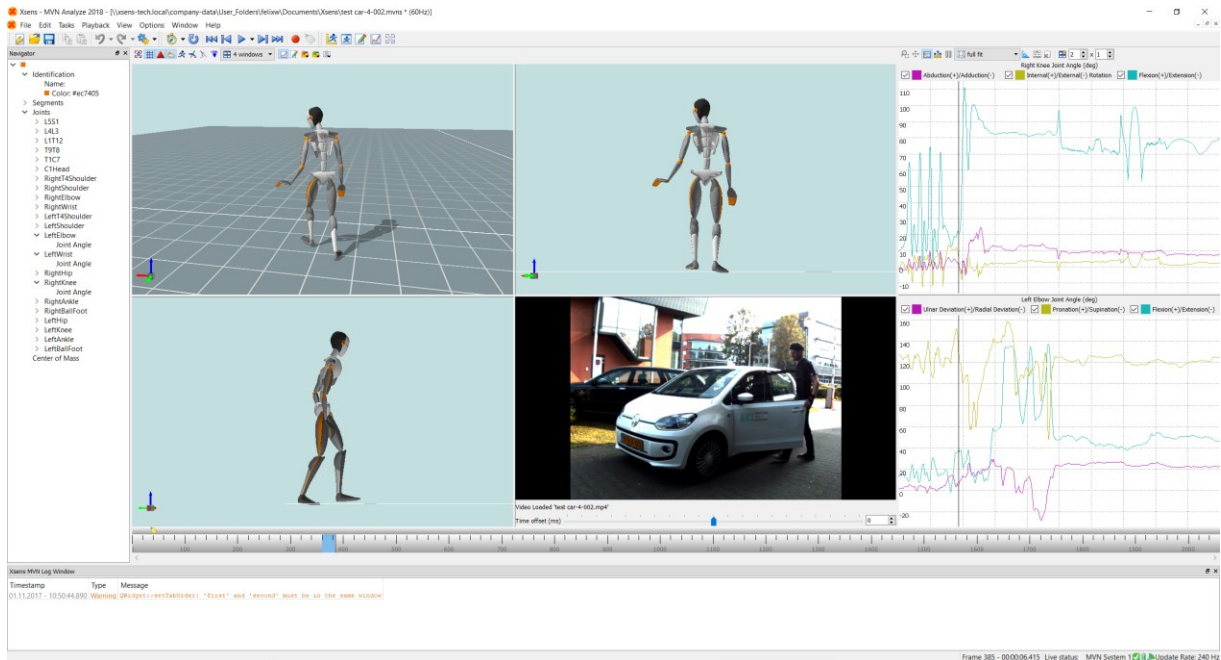 Xsens - MVN Analyze 2018 - [\\xsens-tech.local\company-data\User_Folders\felixw\Documents\Xsens\test car-4-002.mvns * (60Hz)]
File Edit Tasks Playback View Options Window Help
4 windows
full fit
2 x 1
Navigator
Identification
Name:
Color: #ec7405
Segments
Joints
L5S1
L4L3
L1T12
T9T8
T1C7
C1Head
RightT4Shoulder
RightShoulder
RightElbow
RightWrist
LeftT4Shoulder
LeftShoulder
LeftElbow
Joint Angle
LeftWrist
Joint Angle
RightHip
RightKnee
Joint Angle
RightAnkle
RightBallFoot
LeftHip
LeftKnee
LeftAnkle
LeftBallFoot
Center of Mass
Video Loaded 'test car-4-002.mp4'
Time offset (ms)
0
Right Knee Joint Angle (deg)
Abduction(+)/Adduction(-) Internal(+)/External(-) Rotation Flexion(+)/Extension(-)
110
100
90
80
70
60
50
40
30
20
10
0
-10
Left Elbow Joint Angle (deg)
Ulnar Deviation(+)/Radial Deviation(-) Pronation(+)/Supination(-) Flexion(+)/Extension(-)
160
140
120
100
80
60
40
20
0
-20
100 200 300 400 500 600 700 800 900 1000 1100 1200 1300 1400 1500 1600 1700 1800 1900 2000
Xsens MVN Log Window
Timestamp Type Message
01.11.2017 - 10:50:44.890 Warning QWidget::setTabOrder: 'first' and 'second' must be in the same window
Frame 385 - 00:00:06.415 Live status: MVN System 1 Update Rate: 240 Hz